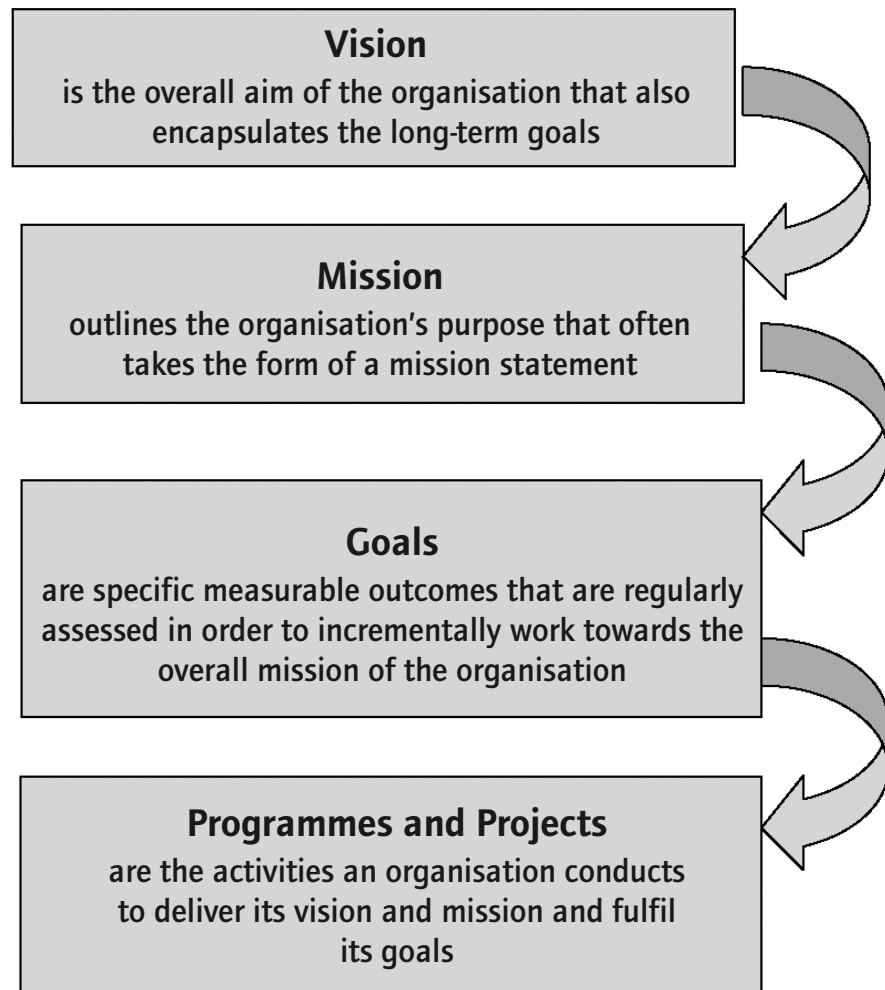 Vision
is the overall aim of the organisation that also
encapsulates the long-term goals
Mission
outlines the organisation's purpose that often
takes the form of a mission statement
Goals
are specific measurable outcomes that are regularly
assessed in order to incrementally work towards the
overall mission of the organisation
Programmes and Projects
are the activities an organisation conducts
to deliver its vision and mission and fulfil
its goals